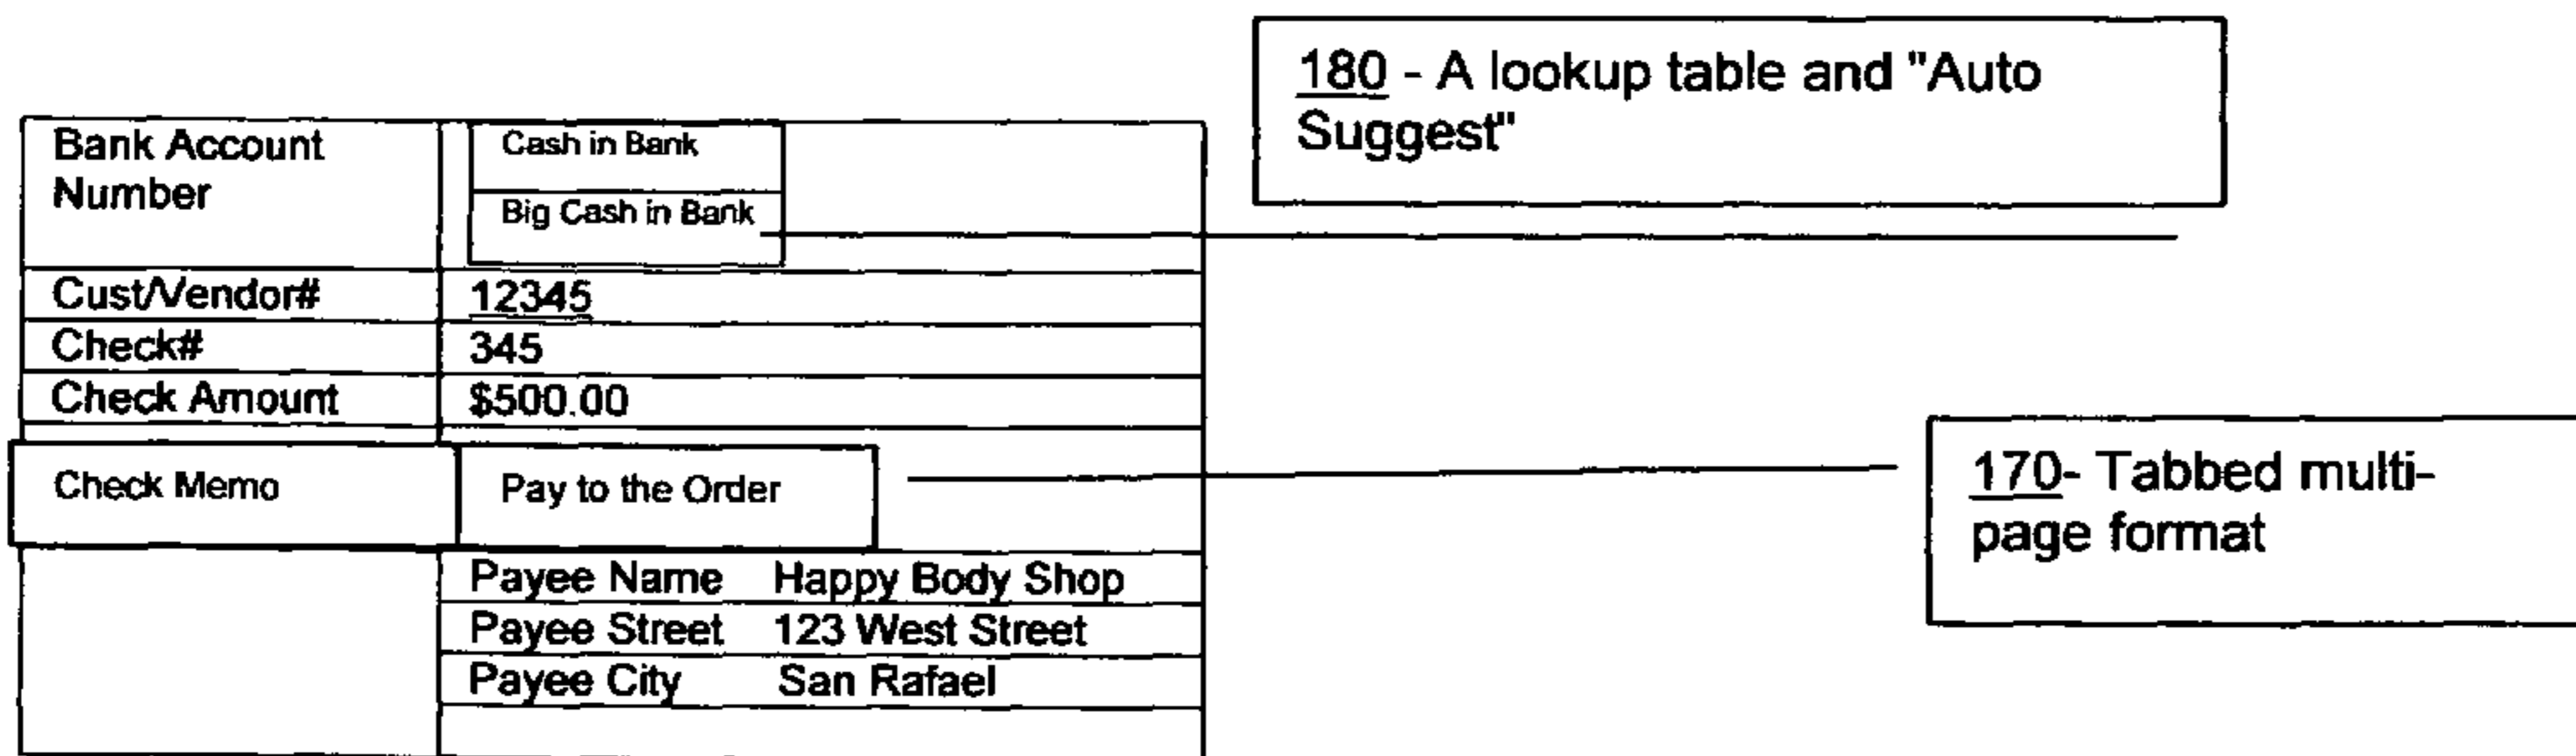 180 - A lookup table and "Auto
Suggest"
Bank Account
Number
Cash in Bank
Big Cash in Bank
Cust/Vendor# 12345
Check# 345
Check Amount $500.00
Check Memo Pay to the Order
170- Tabbed multi-
page format
Payee Name Happy Body Shop
Payee Street 123 West Street
Payee City San Rafael